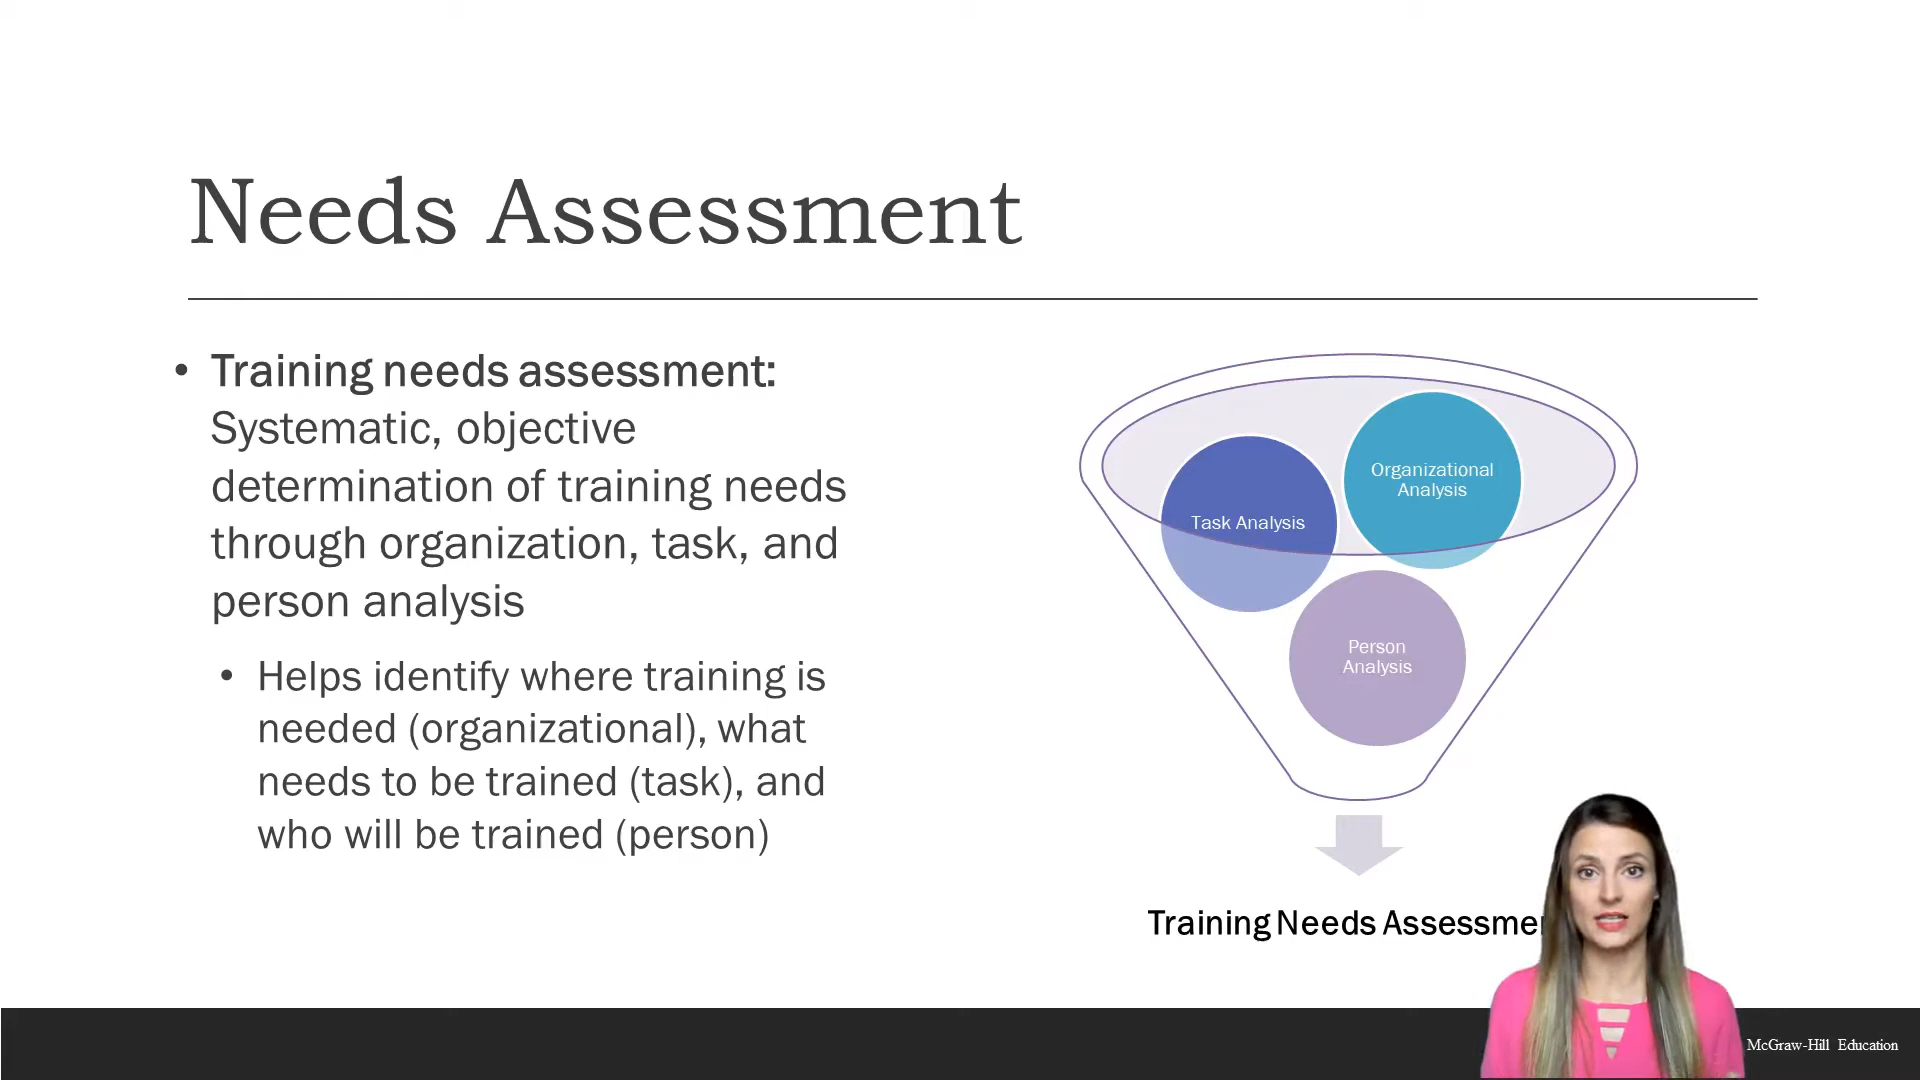 Needs Assessment
• Training needs assessment:
Systematic, objective
determination of training needs
through organization, task, and
person analysis
• Helps identify where training is
needed (organizational), what
needs to be trained (task), and
who will be trained (person)
Organizational
Analysis
Task Analysis
Person
Analysis
Training Needs Assessme
McGraw-Hill Education